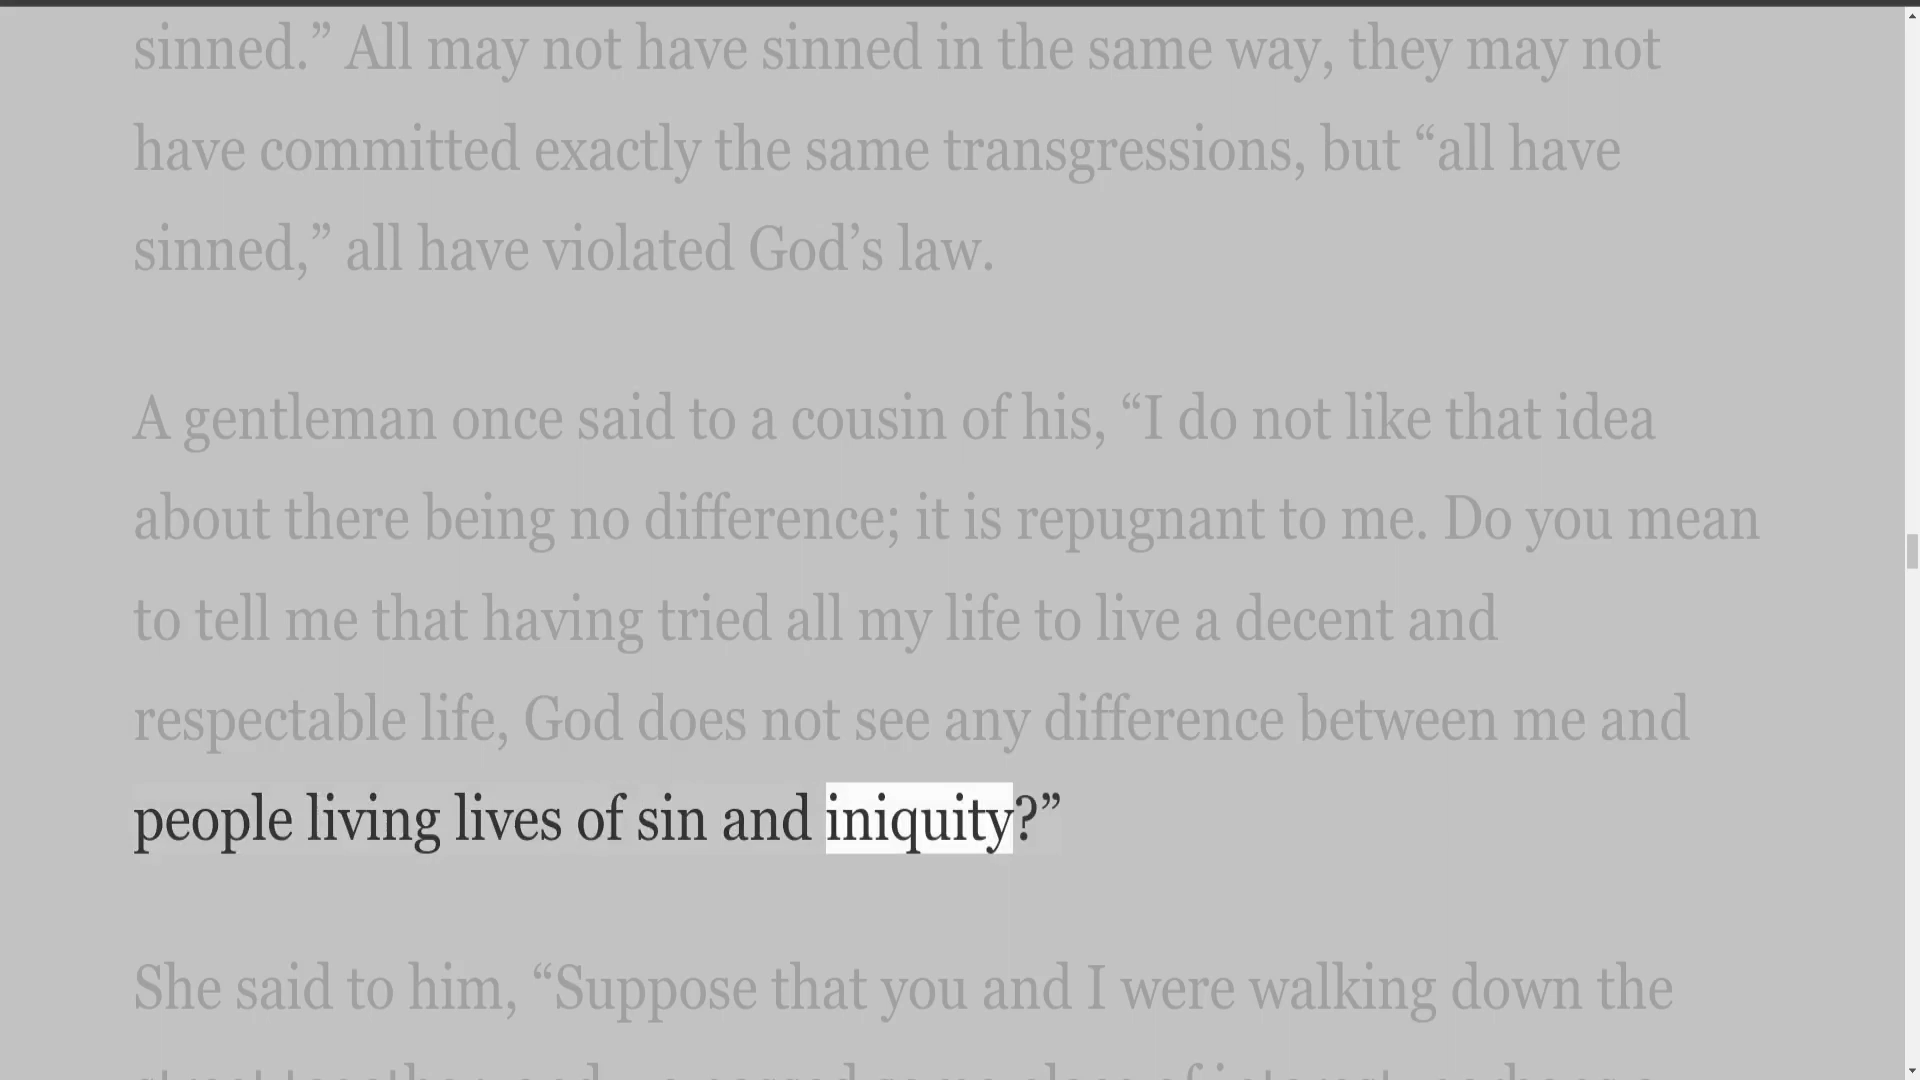 sinned.” All may not have sinned in the same way, they may not
have committed exactly the same transgressions, but “all have
sinned,” all have violated God’s law.
A gentleman once said to a cousin of his, “I do not like that idea
about there being no difference; it is repugnant to me. Do you mean
to tell me that having tried all my life to live a decent and
respectable life, God does not see any difference between me and
people living lives of sin and iniquity?”
She said to him, “Suppose that you and I were walking down the